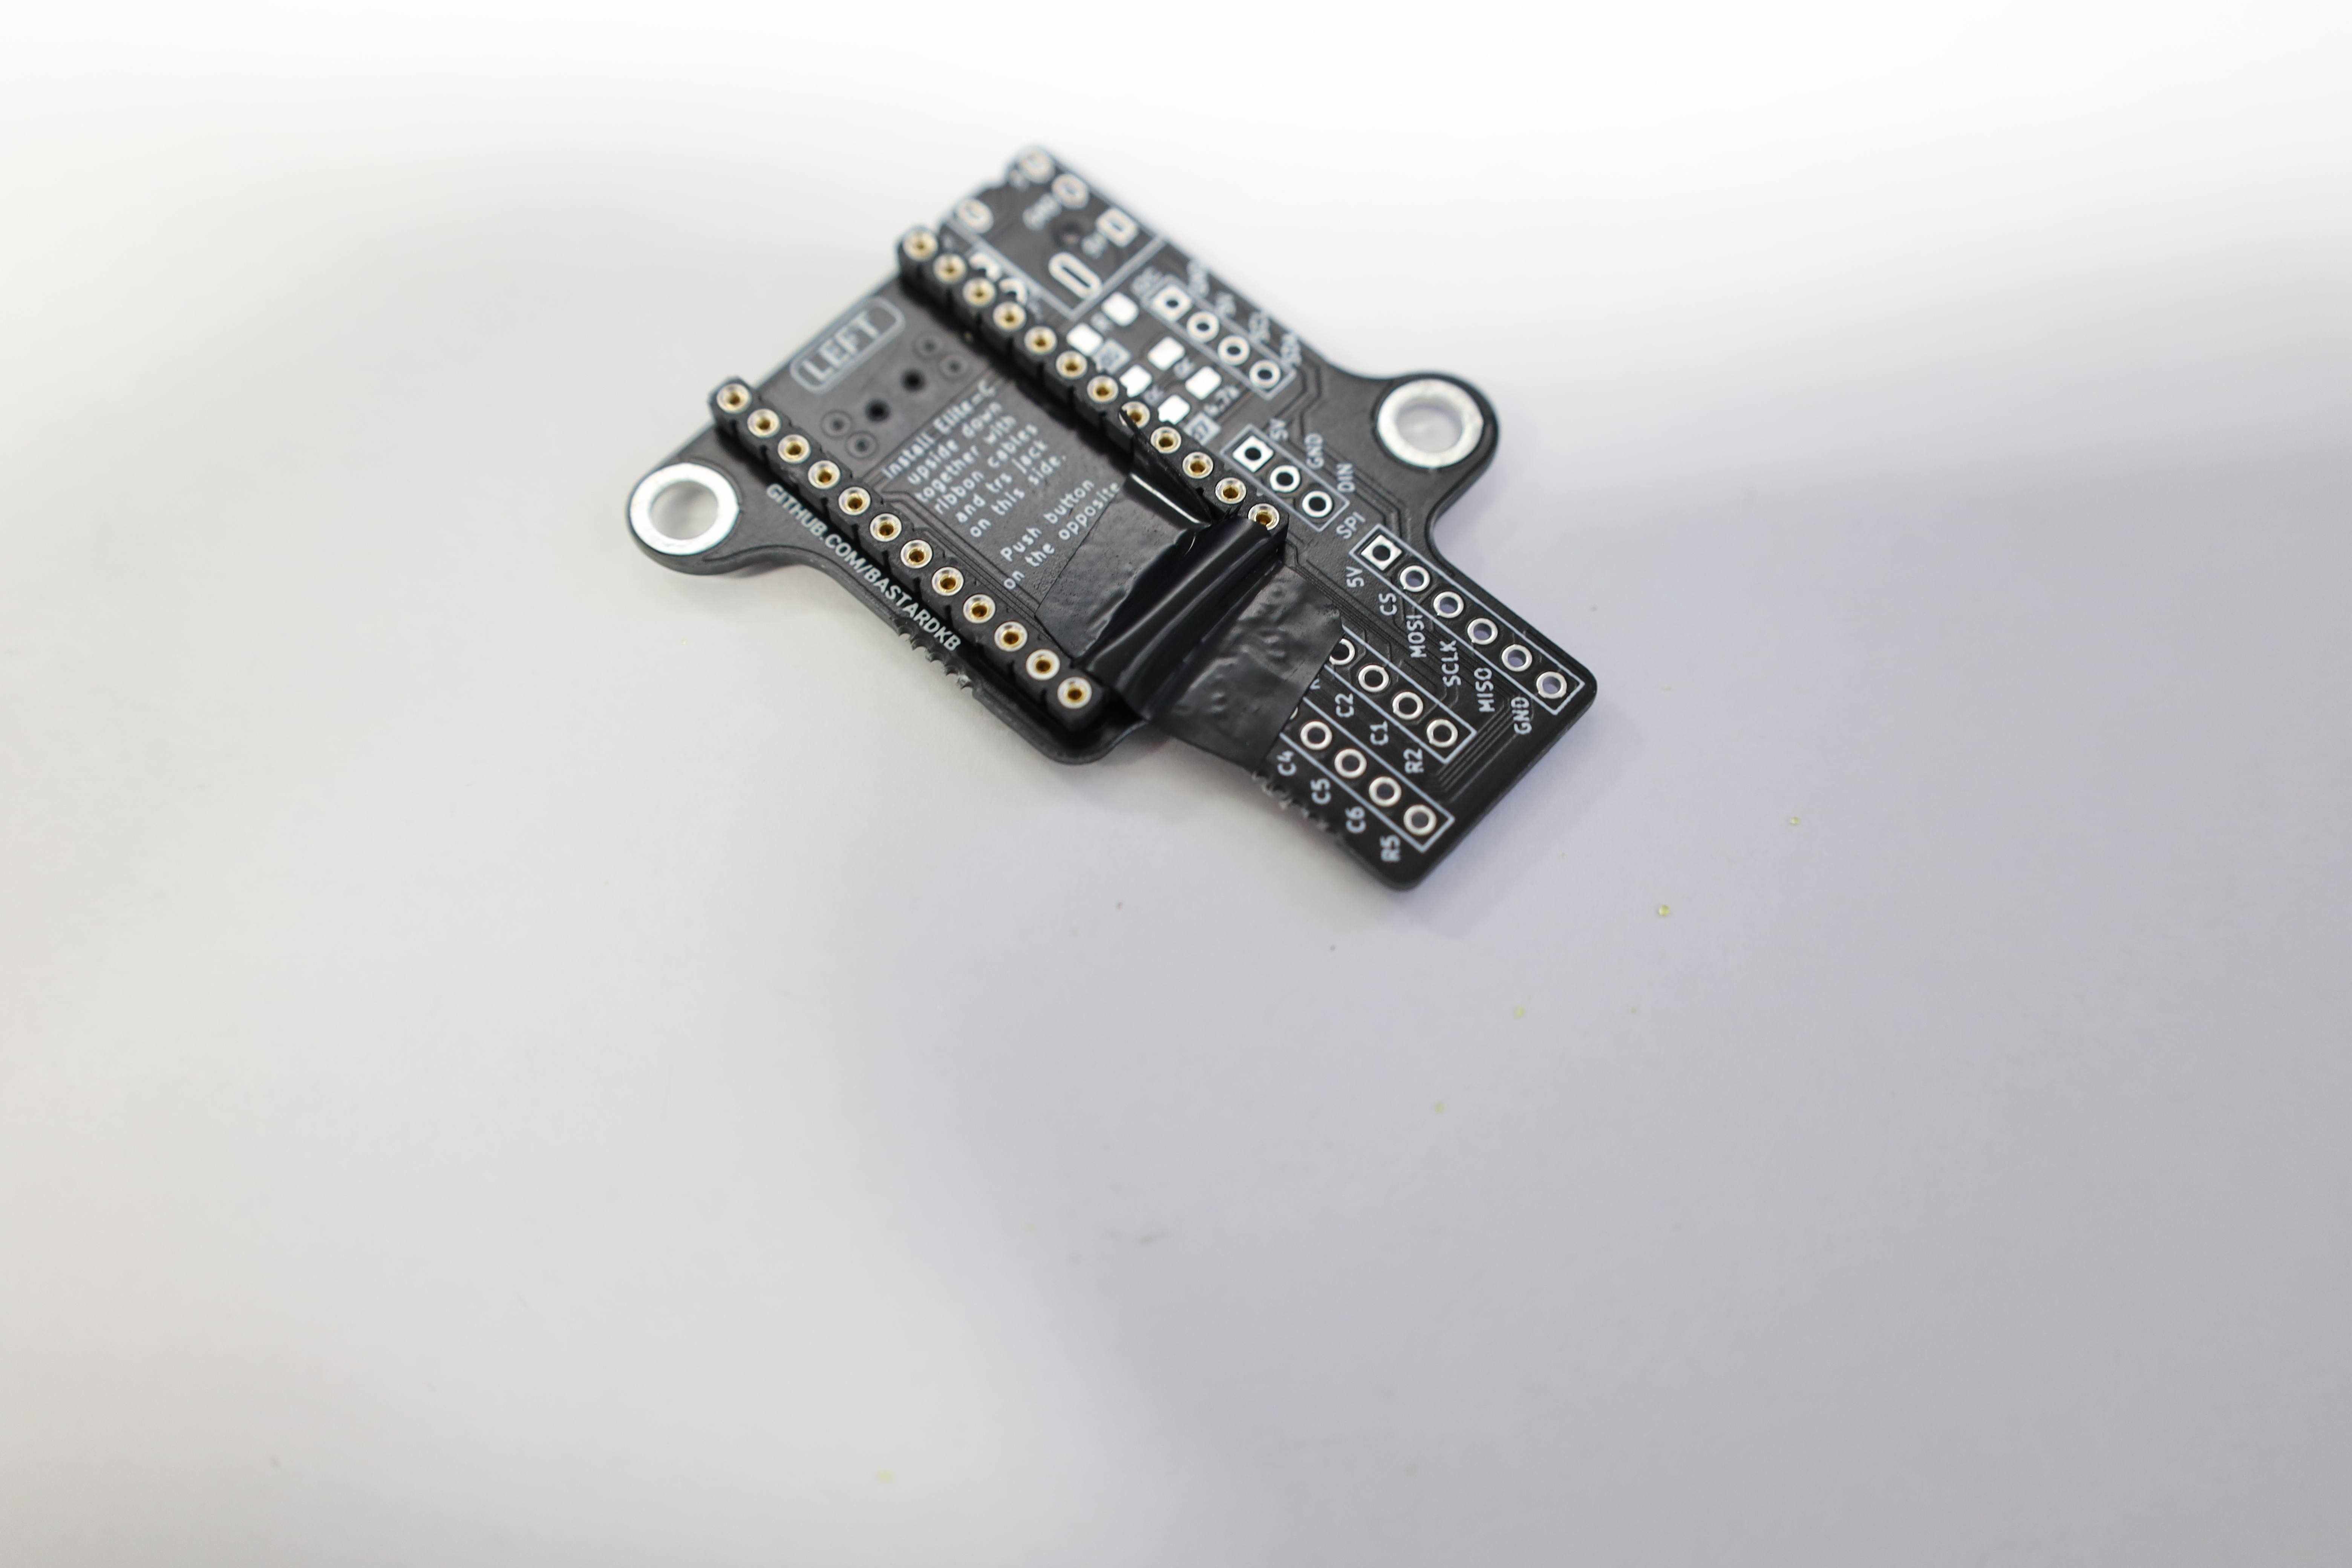 LEFT
Install Elite-C
upside down
together with
ribbon cables
and trs jack
on this side.
Push button
on the opposite
GITHUB.COM/BASTARDKB
4.7k
5V
GND
DIN
SPI
5V
CS
MOSI
SCLK
MISO
GND
C2
C1
R2
C4
C5
C6
R5